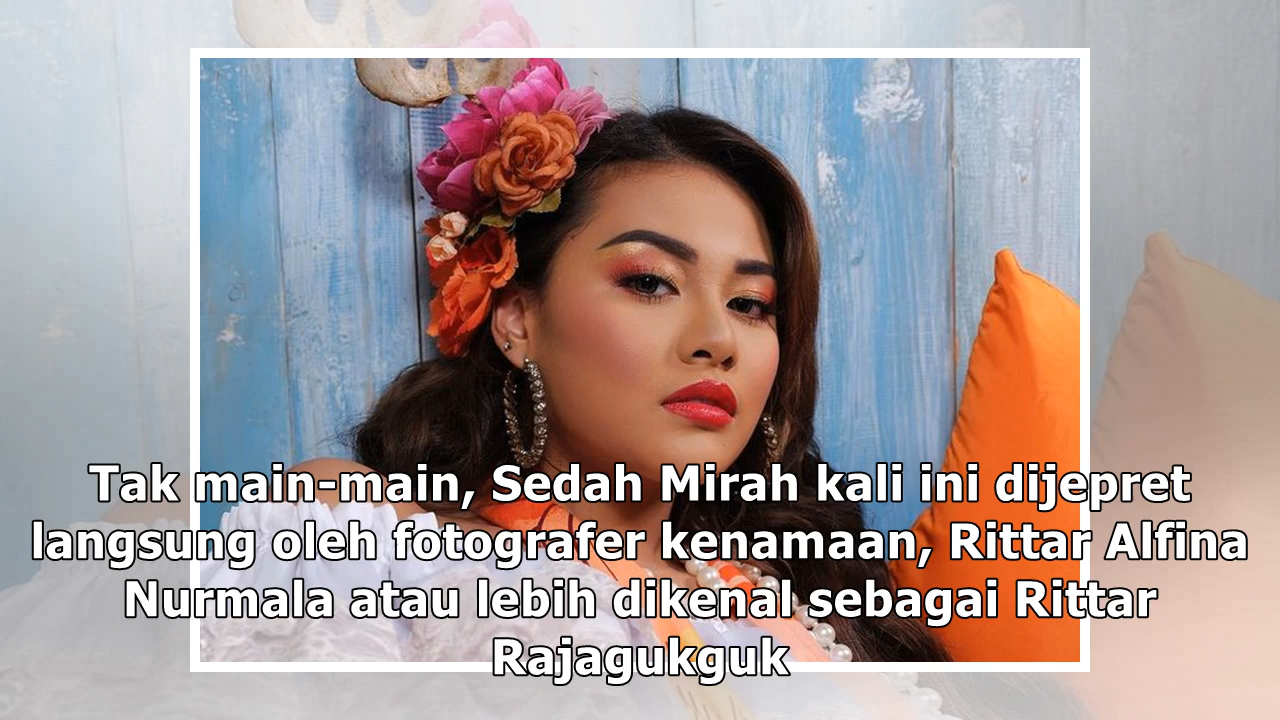 Tak main-main, Sedah Mirah kali ini dijepret
langsung oleh fotografer kenamaan, Rittar Alfina
Nurmala atau lebih dikenal sebagai Rittar
Rajagukguk